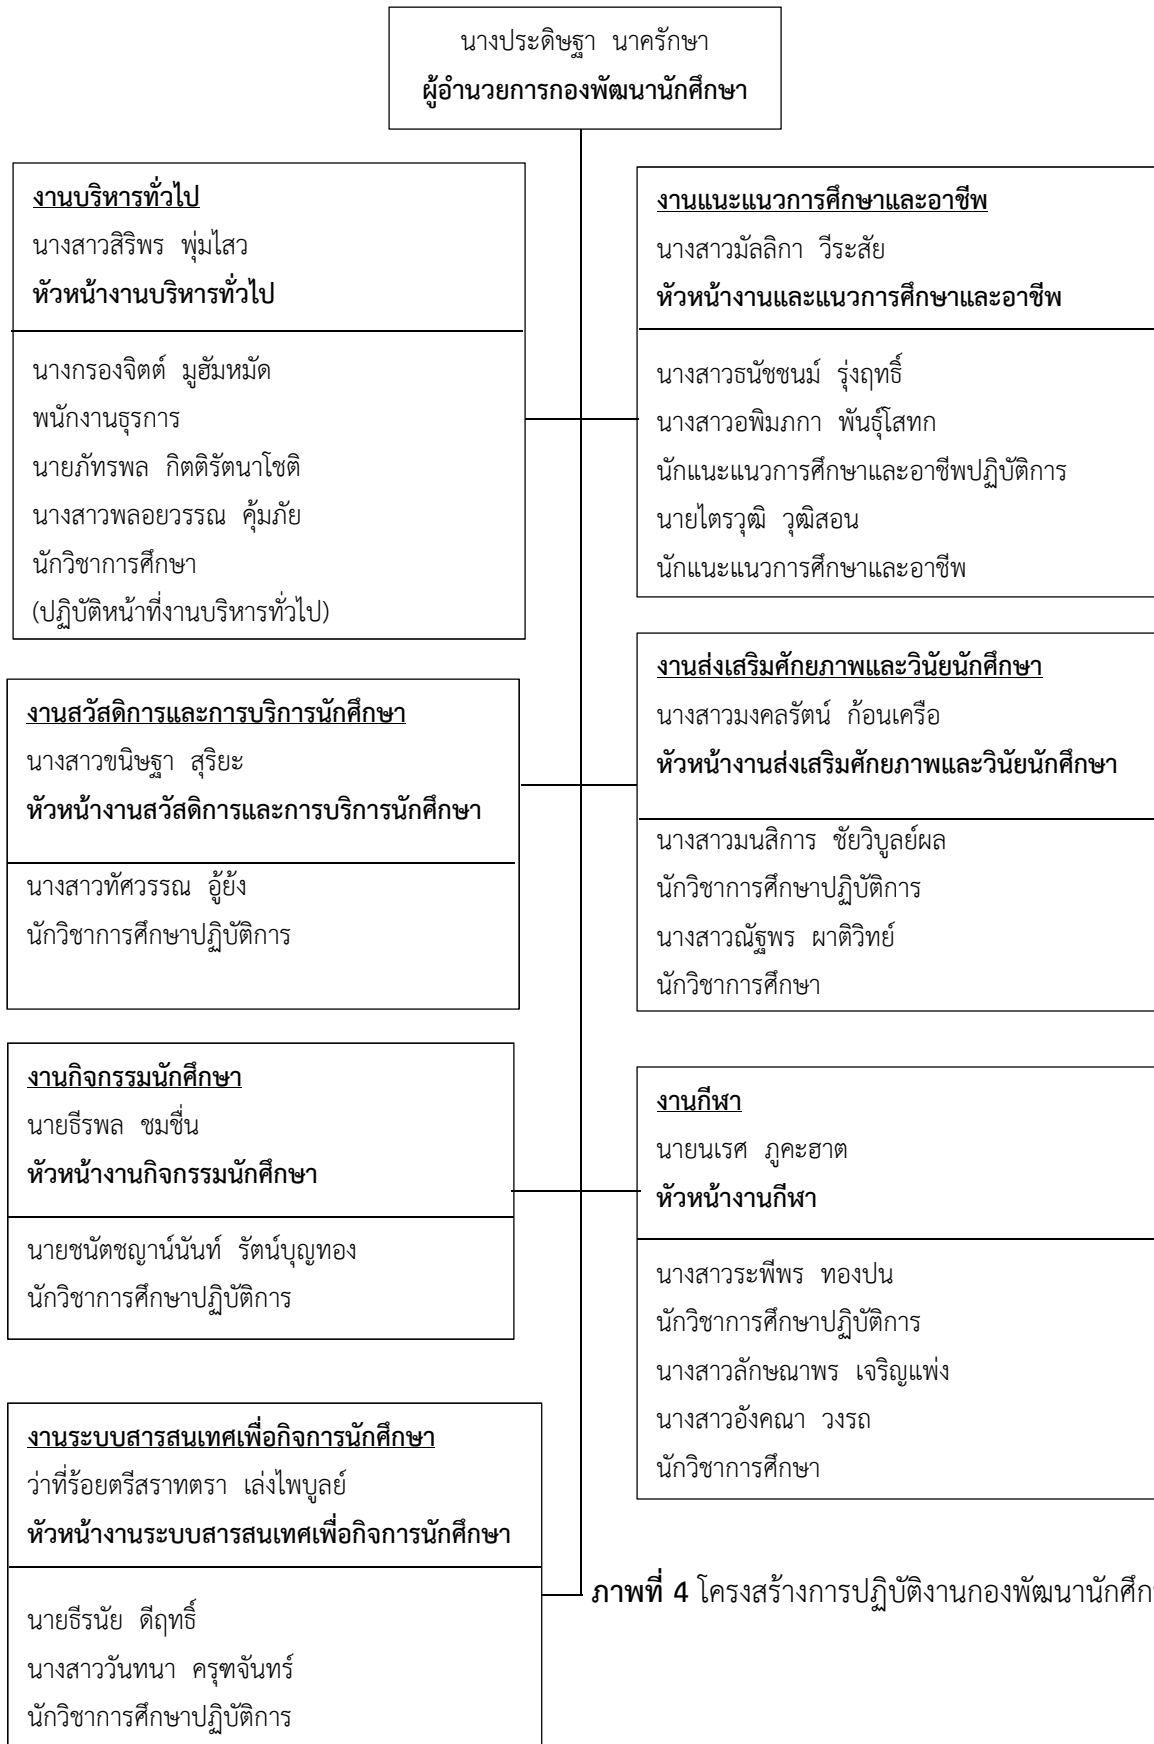 นางประดิษฐา นาครักษา
ผู้อำนวยการกองพัฒนานักศึกษา
งานบริหารทั่วไป
นางสาวสิริพร พุ่มไสว
หัวหน้างานบริหารทั่วไป
นางกรองจิตต์ มูฮัมหมัด
พนักงานธุรการ
นายภัทรพล กิตติรัตนาโชติ
นางสาวพลอยวรรณ คุ้มภัย
นักวิชาการศึกษา
(ปฏิบัติหน้าที่งานบริหารทั่วไป)
งานแนะแนวการศึกษาและอาชีพ
นางสาวมัลลิกา วีระสัย
หัวหน้างานและแนวการศึกษาและอาชีพ
นางสาวธนัชชนม์ รุ่งฤทธิ์
นางสาวอพิมภกา พันธุ์โสทก
นักแนะแนวการศึกษาและอาชีพปฏิบัติการ
นายไตรวุฒิ วุฒิสอน
นักแนะแนวการศึกษาและอาชีพ
งานสวัสดิการและการบริการนักศึกษา
นางสาวขนิษฐา สุริยะ
หัวหน้างานสวัสดิการและการบริการนักศึกษา
นางสาวทัศวรรณ อู้ย้ง
นักวิชาการศึกษาปฏิบัติการ
งานส่งเสริมศักยภาพและวินัยนักศึกษา
นางสาวมงคลรัตน์ ก้อนเครือ
หัวหน้างานส่งเสริมศักยภาพและวินัยนักศึกษา
นางสาวมนสิการ ชัยวิบูลย์ผล
นักวิชาการศึกษาปฏิบัติการ
นางสาวณัฐพร ผาติวิทย์
นักวิชาการศึกษา
งานกิจกรรมนักศึกษา
นายธีรพล ชมชื่น
หัวหน้างานกิจกรรมนักศึกษา
นายชนัตชญาน์นันท์ รัตน์บุญทอง
นักวิชาการศึกษาปฏิบัติการ
งานกีฬา
นายนเรศ ภูคะฮาต
หัวหน้างานกีฬา
นางสาวระพีพร ทองปน
นักวิชาการศึกษาปฏิบัติการ
นางสาวลักษณาพร เจริญแพ่ง
นางสาวอังคณา วงรถ
นักวิชาการศึกษา
งานระบบสารสนเทศเพื่อกิจการนักศึกษา
ว่าที่ร้อยตรีสราทตรา เล่งไพบูลย์
หัวหน้างานระบบสารสนเทศเพื่อกิจการนักศึกษา
นายธีรนัย ดีฤทธิ์
นางสาววันทนา ครุฑจันทร์
นักวิชาการศึกษาปฏิบัติการ
ภาพที่ 4 โครงสร้างการปฏิบัติงานกองพัฒนานักศึก